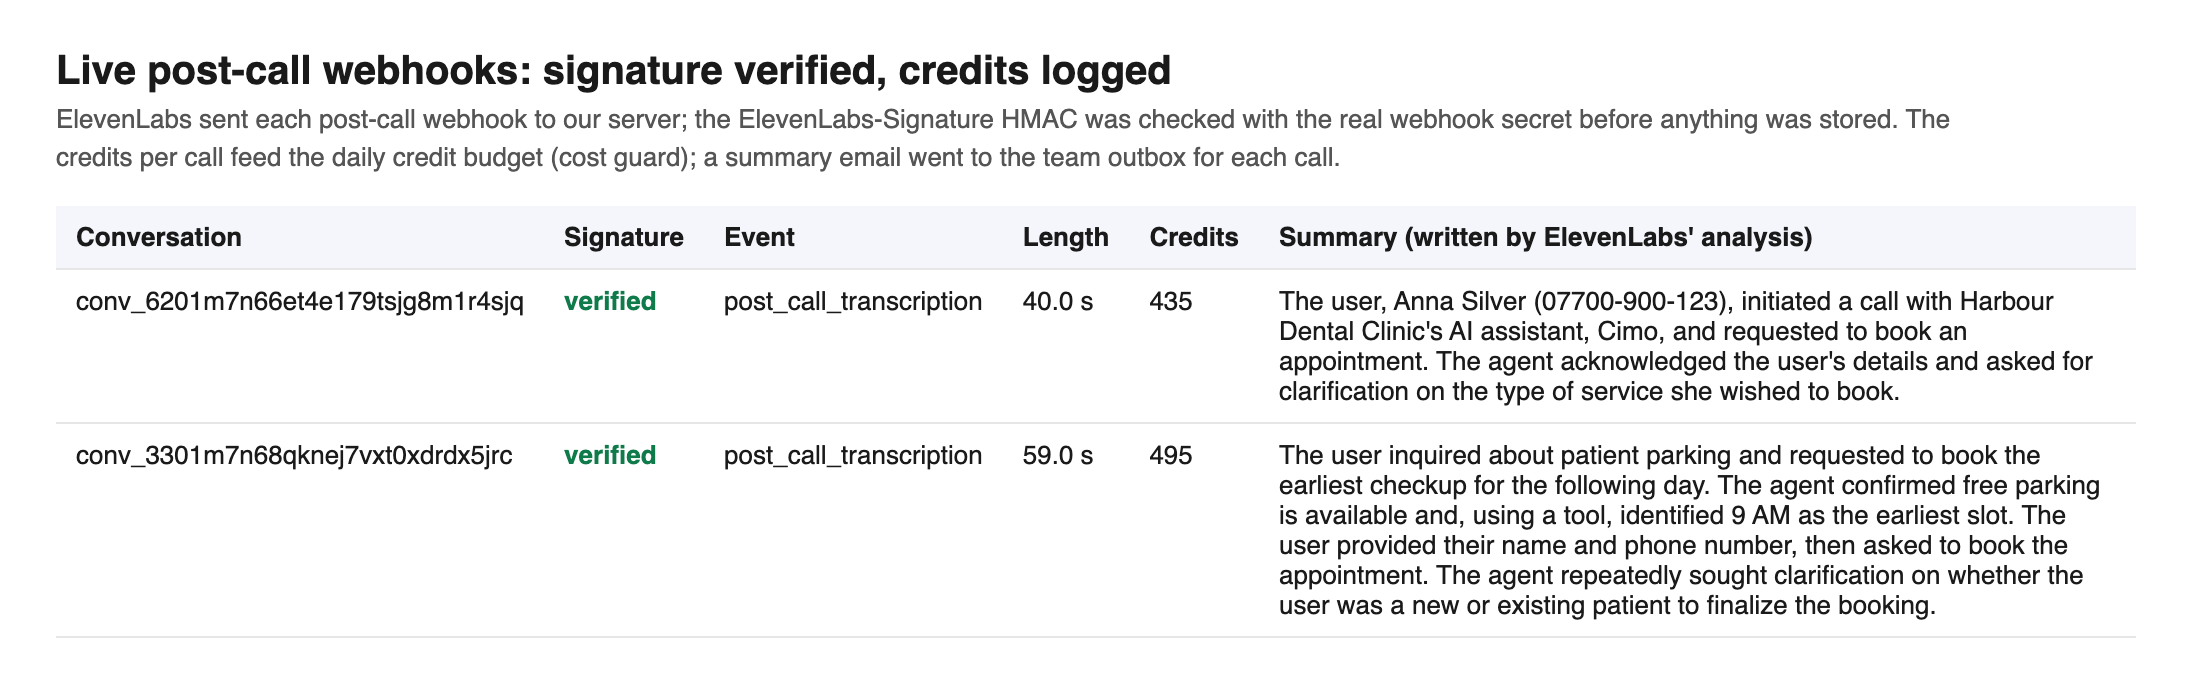 Live post-call webhooks: signature verified, credits logged
ElevenLabs sent each post-call webhook to our server; the ElevenLabs-Signature HMAC was checked with the real webhook secret before anything was stored. The
credits per call feed the daily credit budget (cost guard); a summary email went to the team outbox for each call.
Conversation Signature Event Length Credits Summary (written by ElevenLabs' analysis)
conv_6201m7n66et4e179tsjg8m1r4sjq verified post_call_transcription 40.0 s 435 The user, Anna Silver (07700-900-123), initiated a call with Harbour
Dental Clinic's AI assistant, Cimo, and requested to book an
appointment. The agent acknowledged the user's details and asked for
clarification on the type of service she wished to book.
conv_3301m7n68qknej7vxt0xdrdx5jrc verified post_call_transcription 59.0 s 495 The user inquired about patient parking and requested to book the
earliest checkup for the following day. The agent confirmed free parking
is available and, using a tool, identified 9 AM as the earliest slot. The
user provided their name and phone number, then asked to book the
appointment. The agent repeatedly sought clarification on whether the
user was a new or existing patient to finalize the booking.